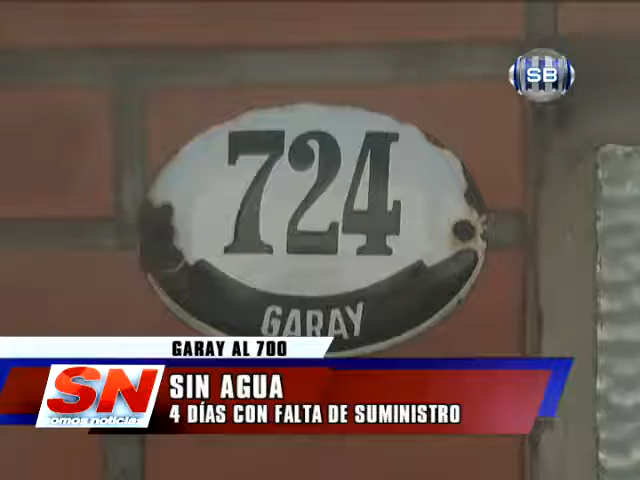 SB
724
GARAY
GARAY AL 700
SIN AGUA
4 DÍAS CON FALTA DE SUMINISTRO
SN
somos noticias